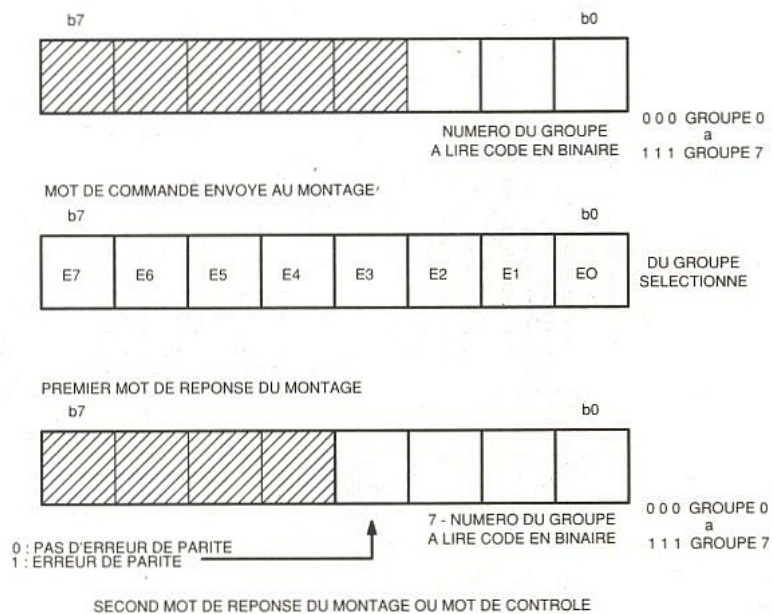 b7 b0
NUMERO DU GROUPE
A LIRE CODE EN BINAIRE
0 0 0 GROUPE 0
a
1 1 1 GROUPE 7
MOT DE COMMANDE ENVOYE AU MONTAGE
b7 b0
E7 E6 E5 E4 E3 E2 E1 EO
DU GROUPE
SELECTIONNE
PREMIER MOT DE REPONSE DU MONTAGE
b7 b0
0 : PAS D'ERREUR DE PARITE
1 : ERREUR DE PARITE
7 - NUMERO DU GROUPE
A LIRE CODE EN BINAIRE
0 0 0 GROUPE 0
a
1 1 1 GROUPE 7
SECOND MOT DE REPONSE DU MONTAGE OU MOT DE CONTROLE